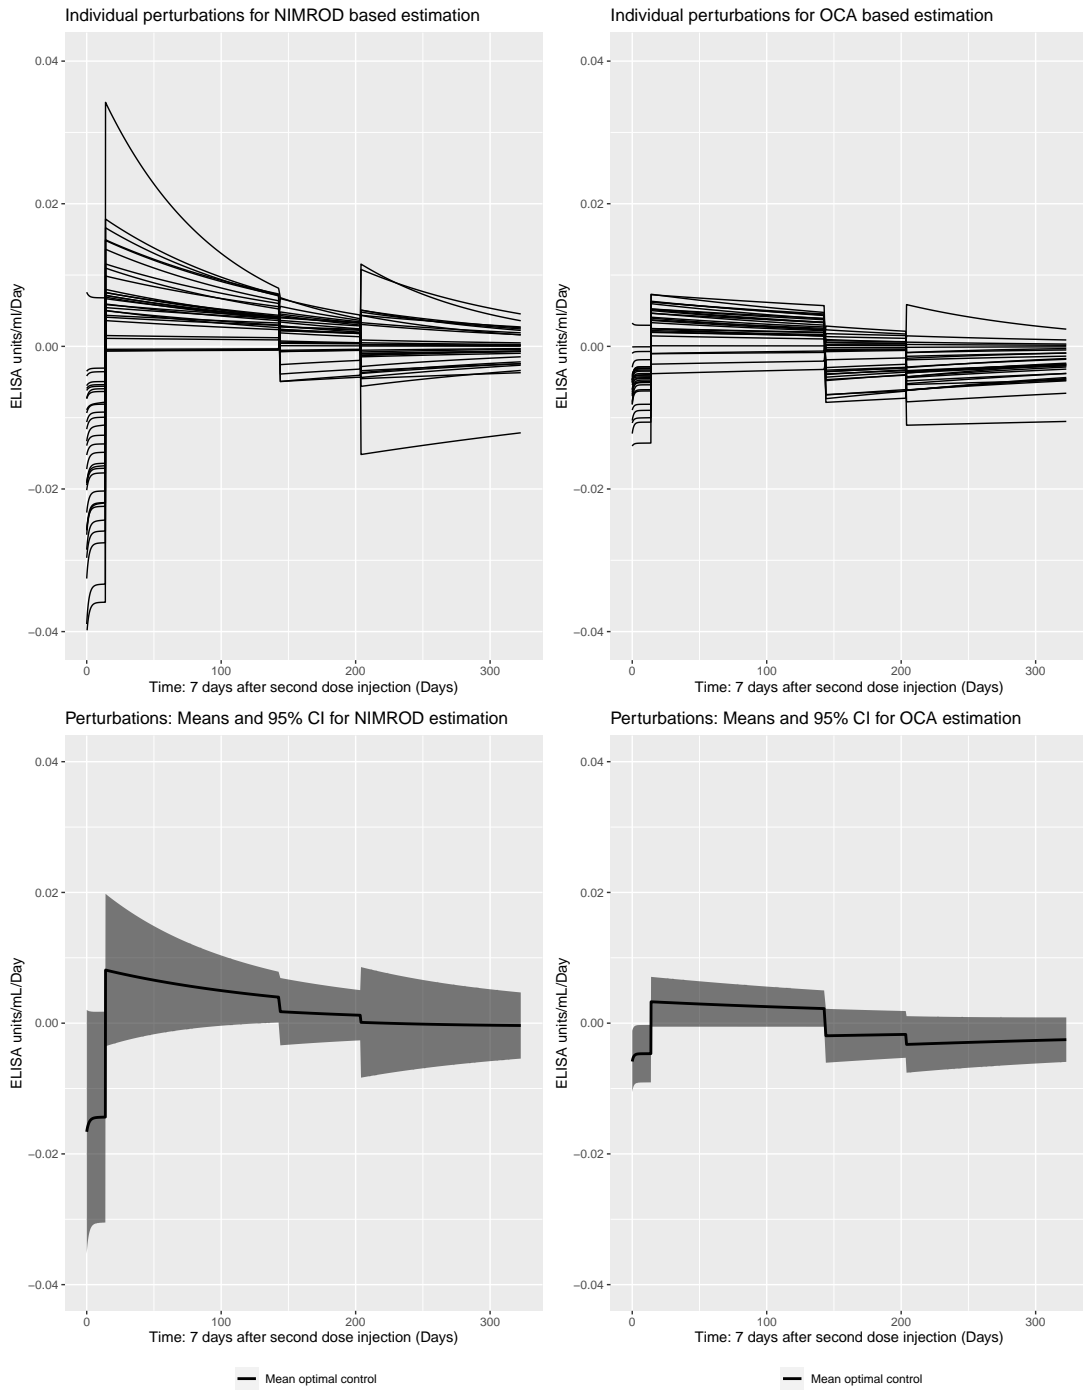 Individual perturbations for NIMROD based estimation
ELISA units/ml/Day
0.04
0.02
0.00
−0.02
−0.04
0
100
200
300
Time: 7 days after second dose injection (Days)
Individual perturbations for OCA based estimation
ELISA units/ml/Day
0.04
0.02
0.00
−0.02
−0.04
0
100
200
300
Time: 7 days after second dose injection (Days)
Perturbations: Means and 95% CI for NIMROD estimation
ELISA units/mL/Day
0.04
0.02
0.00
−0.02
−0.04
0
100
200
300
Time: 7 days after second dose injection (Days)
Mean optimal control
Perturbations: Means and 95% CI for OCA estimation
ELISA units/mL/Day
0.04
0.02
0.00
−0.02
−0.04
0
100
200
300
Time: 7 days after second dose injection (Days)
Mean optimal control